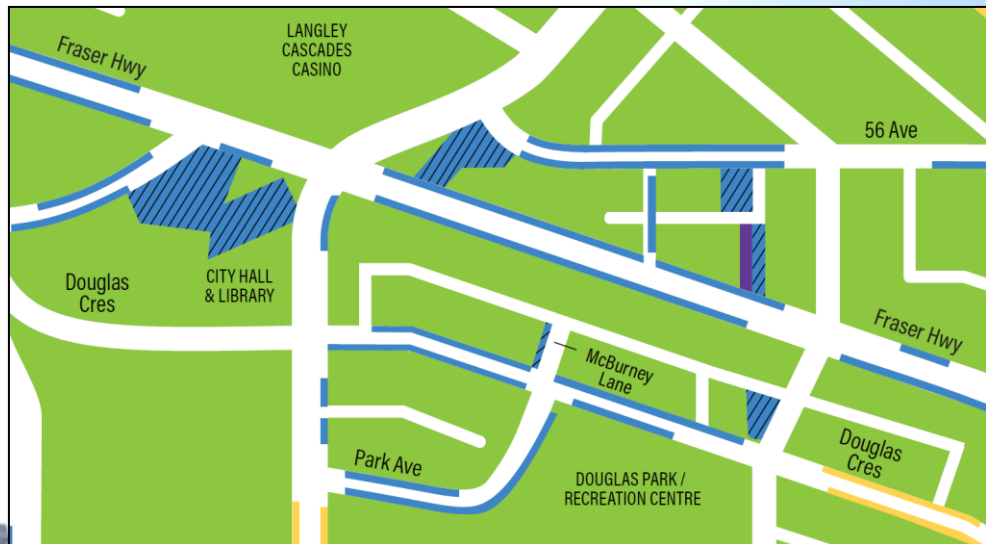 LANGLEY
CASCADES
CASINO
Fraser Hwy
56 Ave
CITY HALL
& LIBRARY
Douglas
Cres
Fraser Hwy
McBurney
Lane
Park Ave
DOUGLAS PARK /
RECREATION CENTRE
Douglas
Cres